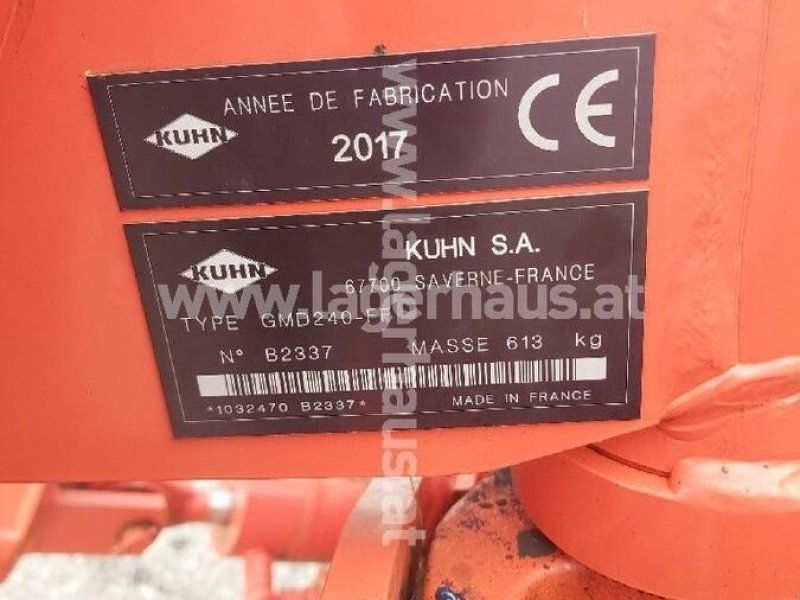 KUHN
ANNEE DE FABRICATION
2017
CE
KUHN
KUHN S.A.
67700 SAVERNE-FRANCE
TYPE GMD240-FF
N° B2337 MASSE 613 kg
*1032470 B2337*
MADE IN FRANCE
www.lagerhaus.at
www.lagerhaus.at